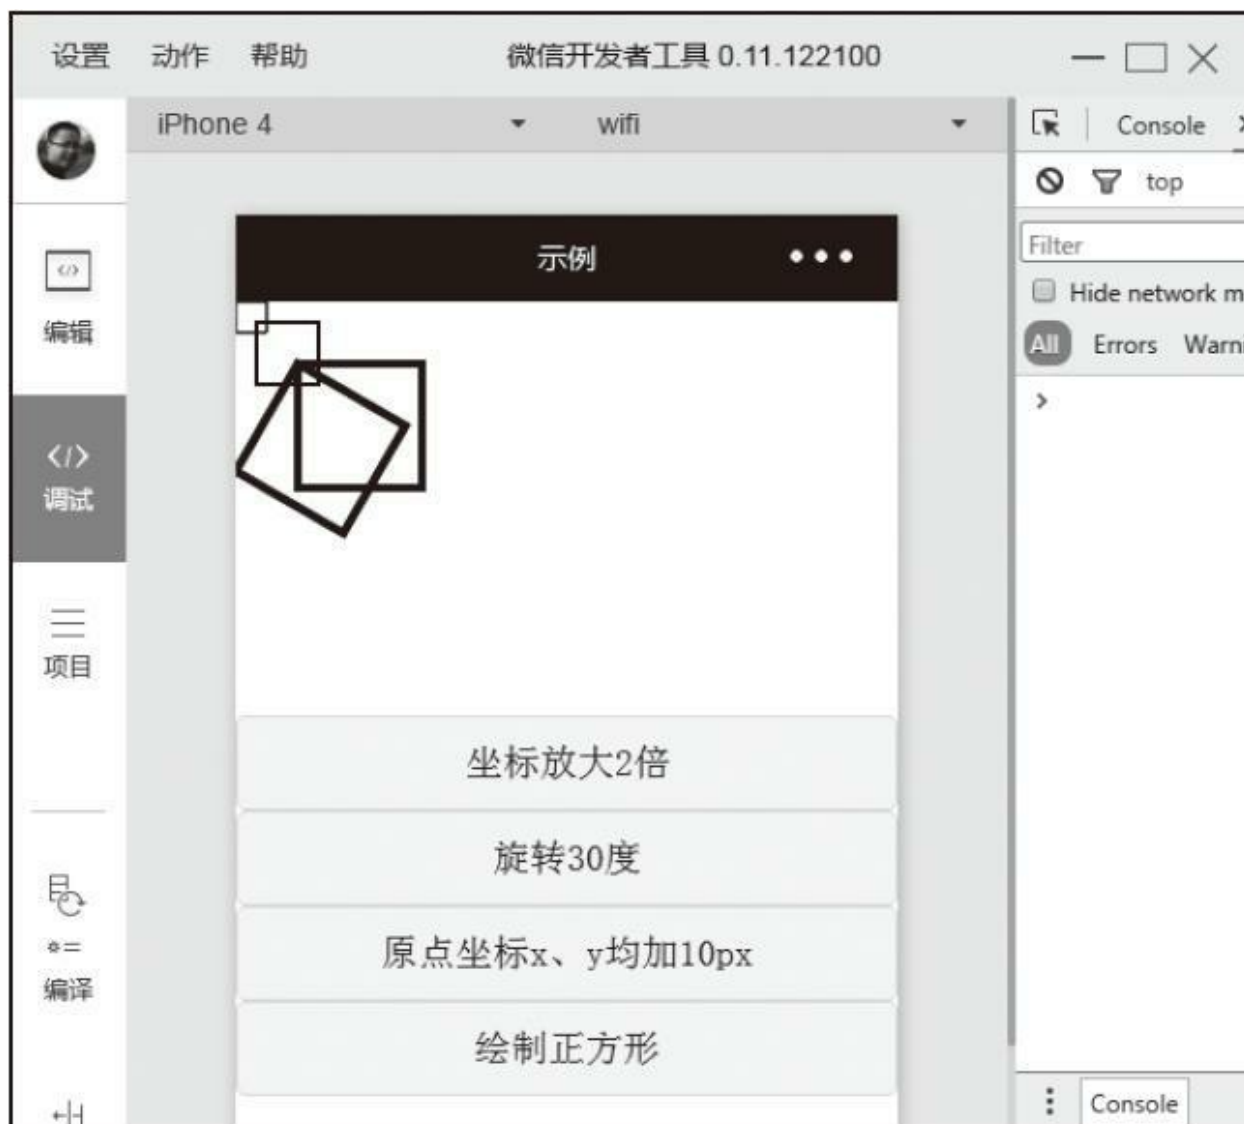 设置 动作 帮助 微信开发者工具 0.11.122100
iPhone 4 wifi
Console
top
Filter
Hide network m
All Errors Warni
编辑
调试
项目
编译
示例
坐标放大2倍
旋转30度
原点坐标x、y均加10px
绘制正方形
Console